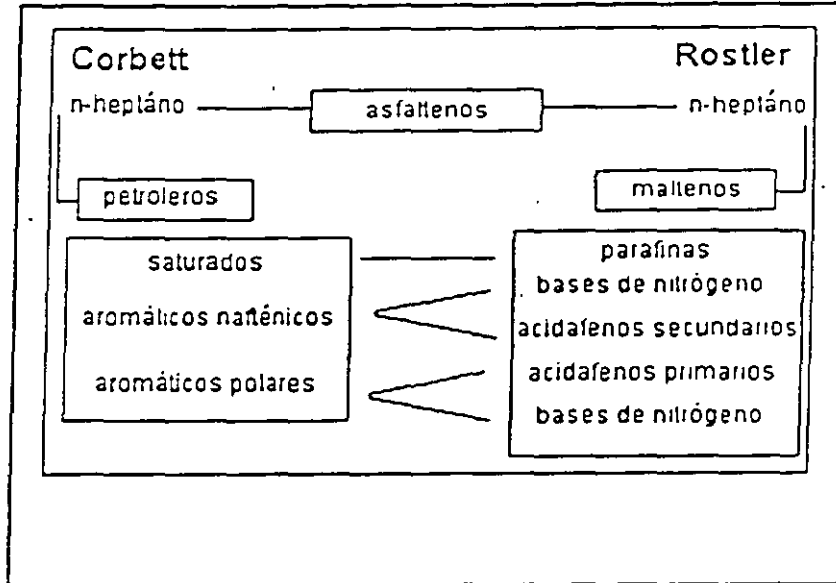 Corbett Rostler
n-heptáno asfaltenos n-heptáno
petroleros maltenos
saturados parafinas
bases de nitrógeno
aromáticos nafténicos
acidafenos secundarios
aromáticos polares acidafenos primarios
bases de nitrógeno